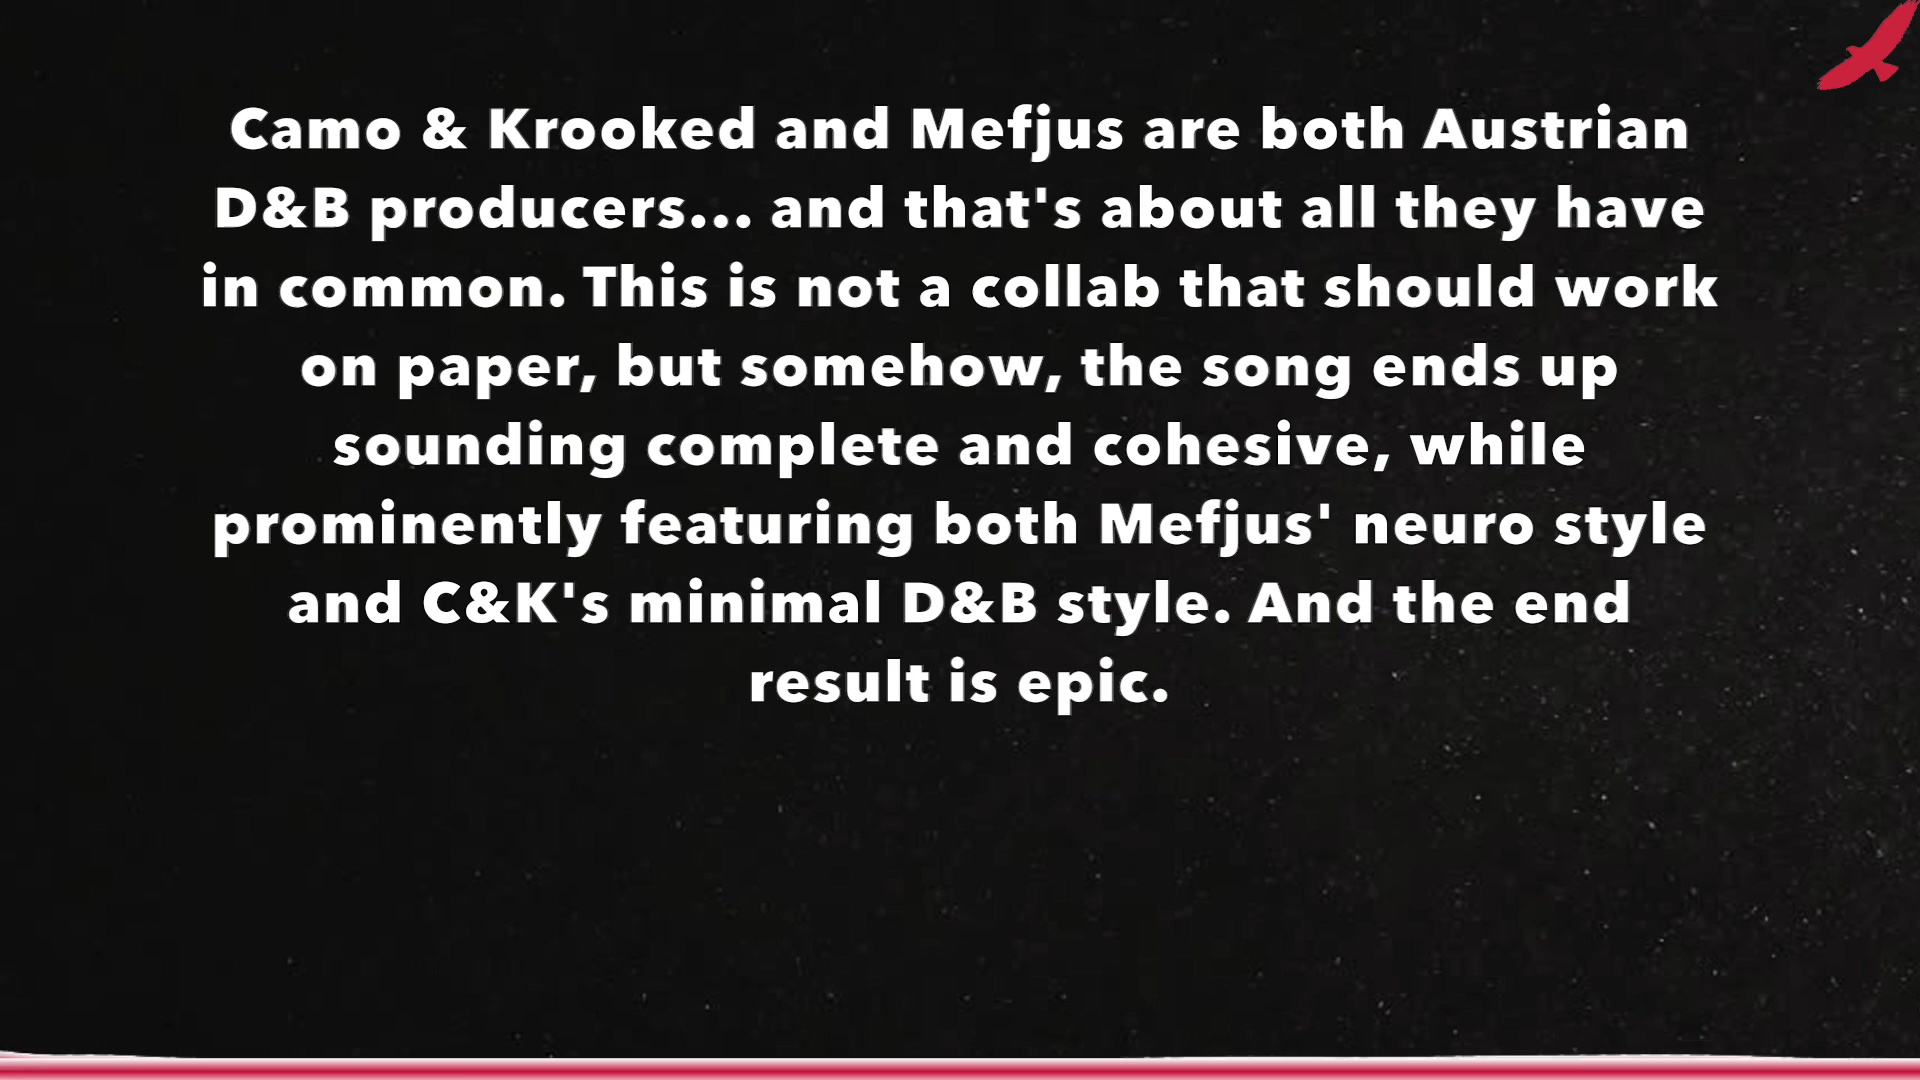 Camo & Krooked and Mefjus are both Austrian
D&B producers... and that's about all they have
in common. This is not a collab that should work
on paper, but somehow, the song ends up
sounding complete and cohesive, while
prominently featuring both Mefjus' neuro style
and C&K's minimal D&B style. And the end
result is epic.